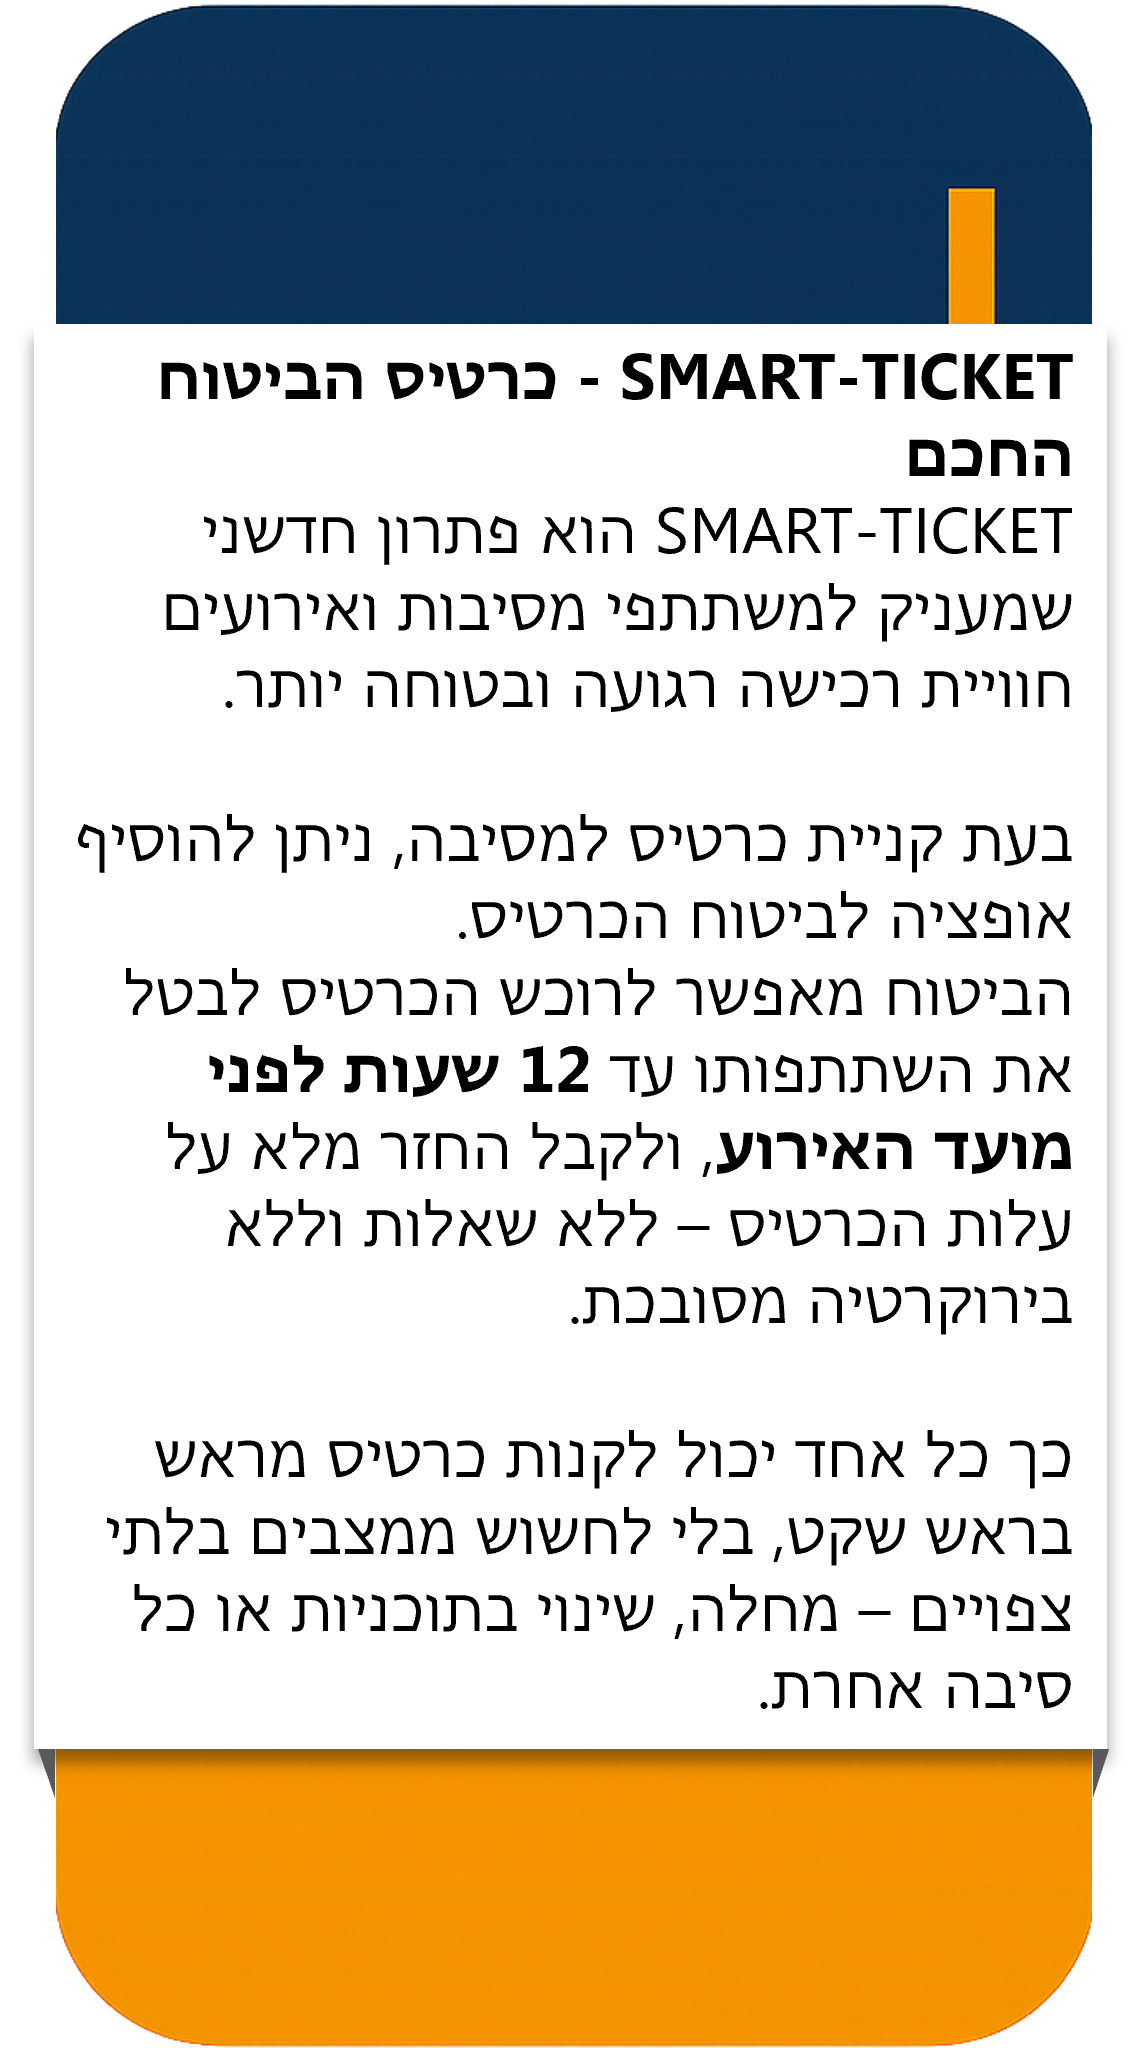 SMART-TICKET - כרטיס הביטוח
החכם
SMART-TICKET הוא פתרון חדשני
שמעניק למשתתפי מסיבות ואירועים
חוויית רכישה רגועה ובטוחה יותר.
בעת קניית כרטיס למסיבה, ניתן להוסיף
אופציה לביטוח הכרטיס.
הביטוח מאפשר לרוכש הכרטיס לבטל
את השתתפותו עד 12 שעות לפני
מועד האירוע, ולקבל החזר מלא על
עלות הכרטיס – ללא שאלות וללא
בירוקרטיה מסובכת.
כך כל אחד יכול לקנות כרטיס מראש
בראש שקט, בלי לחשוש ממצבים בלתי
צפויים – מחלה, שינוי בתוכניות או כל
סיבה אחרת.